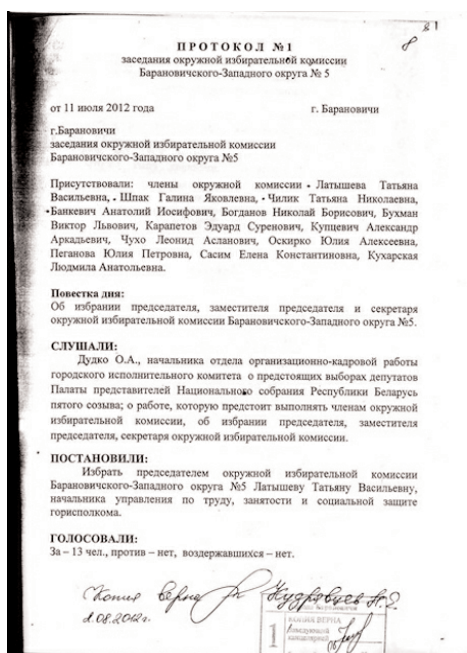 81
8
ПРОТОКОЛ №1
заседания окружной избирательной комиссии
Барановичского-Западного округа № 5
от 11 июля 2012 года г. Барановичи
г.Барановичи
заседания окружной избирательной комиссии
Барановичского-Западного округа №5
Присутствовали: члены окружной комиссии Латышева Татьяна
Васильевна, Шпак Галина Яковлевна, Чилик Татьяна Николаевна,
Банкевич Анатолий Иосифович, Богданов Николай Борисович, Бухман
Виктор Львович, Карапетов Эдуард Суренович, Купцевич Александр
Аркадьевич, Чухо Леонид Асланович, Оскирко Юлия Алексеевна,
Пеганова Юлия Петровна, Сасим Елена Константиновна, Кухарская
Людмила Анатольевна.
Повестка дня:
Об избрании председателя, заместителя председателя и секретаря
окружной избирательной комиссии Барановичского-Западного округа №5.
СЛУШАЛИ:
Дудко О.А., начальника отдела организационно-кадровой работы
городского исполнительного комитета о предстоящих выборах депутатов
Палаты представителей Национального собрания Республики Беларусь
пятого созыва; о работе, которую предстоит выполнять членам окружной
избирательной комиссии, об избрании председателя, заместителя
председателя, секретаря окружной избирательной комиссии.
ПОСТАНОВИЛИ:
Избрать председателем окружной избирательной комиссии
Барановичского-Западного округа №5 Латышеву Татьяну Васильевну,
начальника управления по труду, занятости и социальной защите
горисполкома.
ГОЛОСОВАЛИ:
За – 13 чел., против – нет, воздержавшихся – нет.
Копия верна Кудрявцев
2.08.2012г.
КОПИЯ ВЕРНА
1